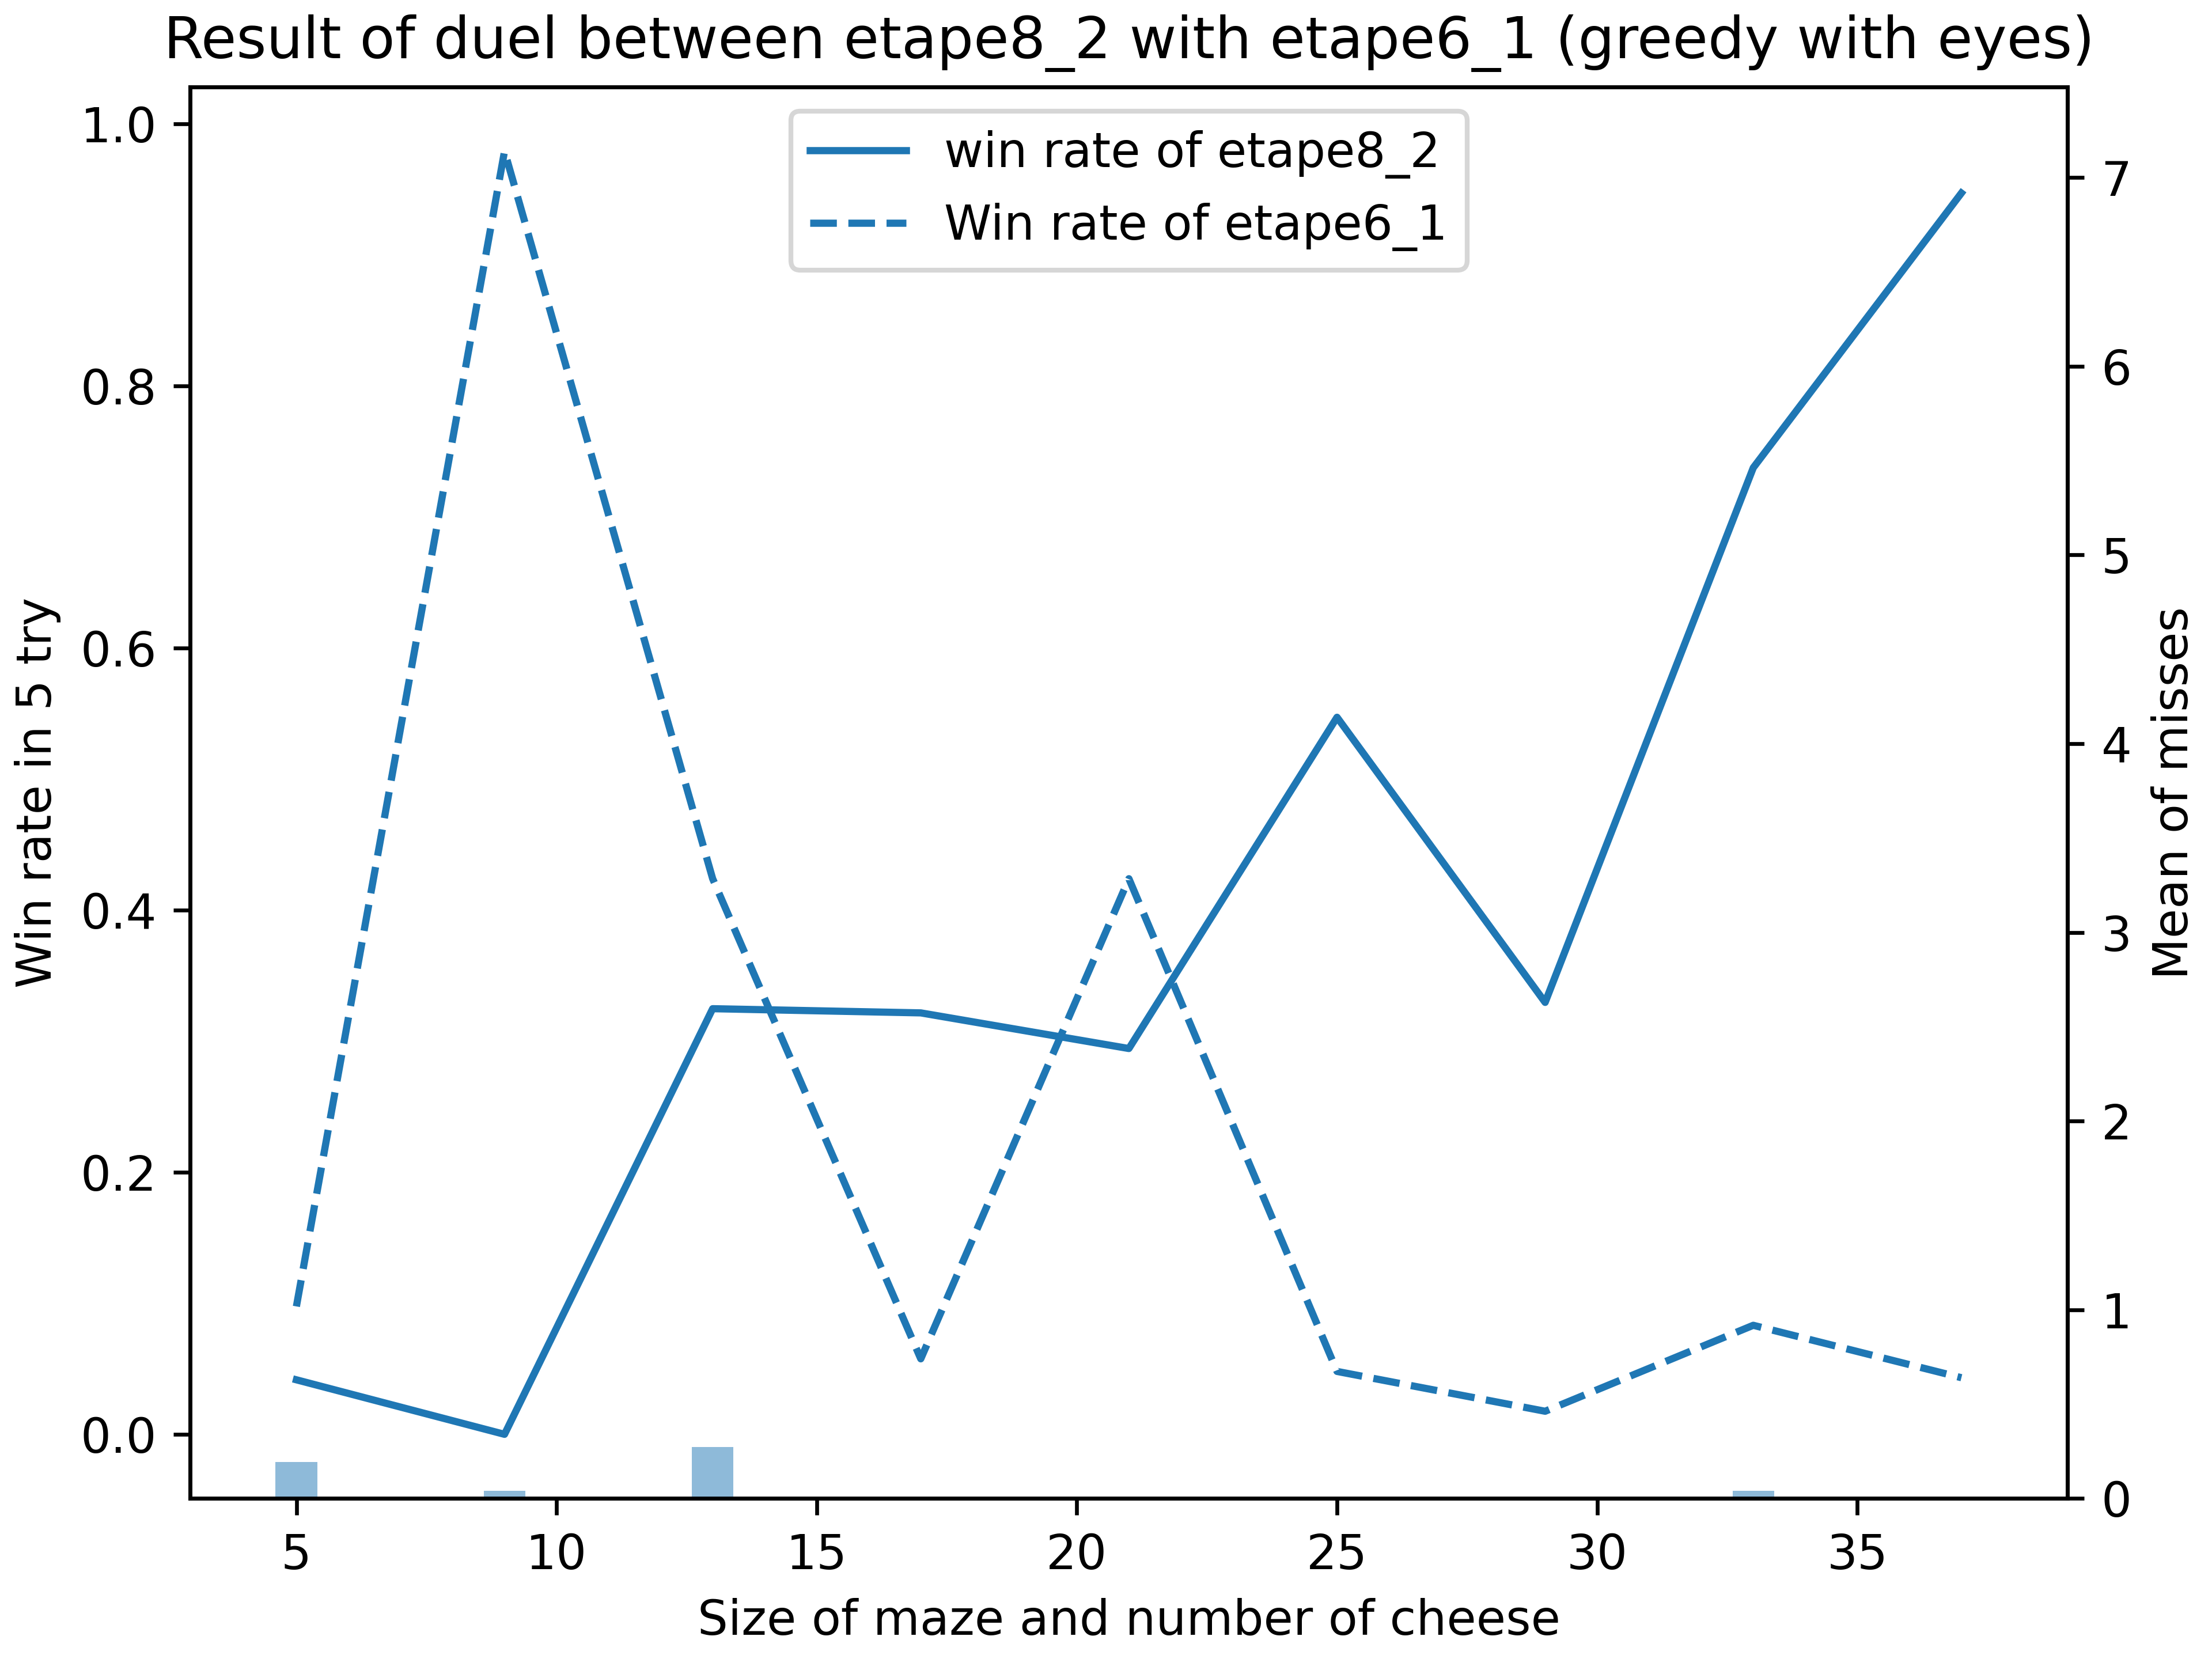 Result of duel between etape8_2 with etape6_1 (greedy with eyes)
win rate of etape8_2
Win rate of etape6_1
Win rate in 5 try
1.0
0.8
0.6
0.4
0.2
0.0
7
6
5
4
3
2
1
0
Mean of misses
5 10 15 20 25 30 35
Size of maze and number of cheese